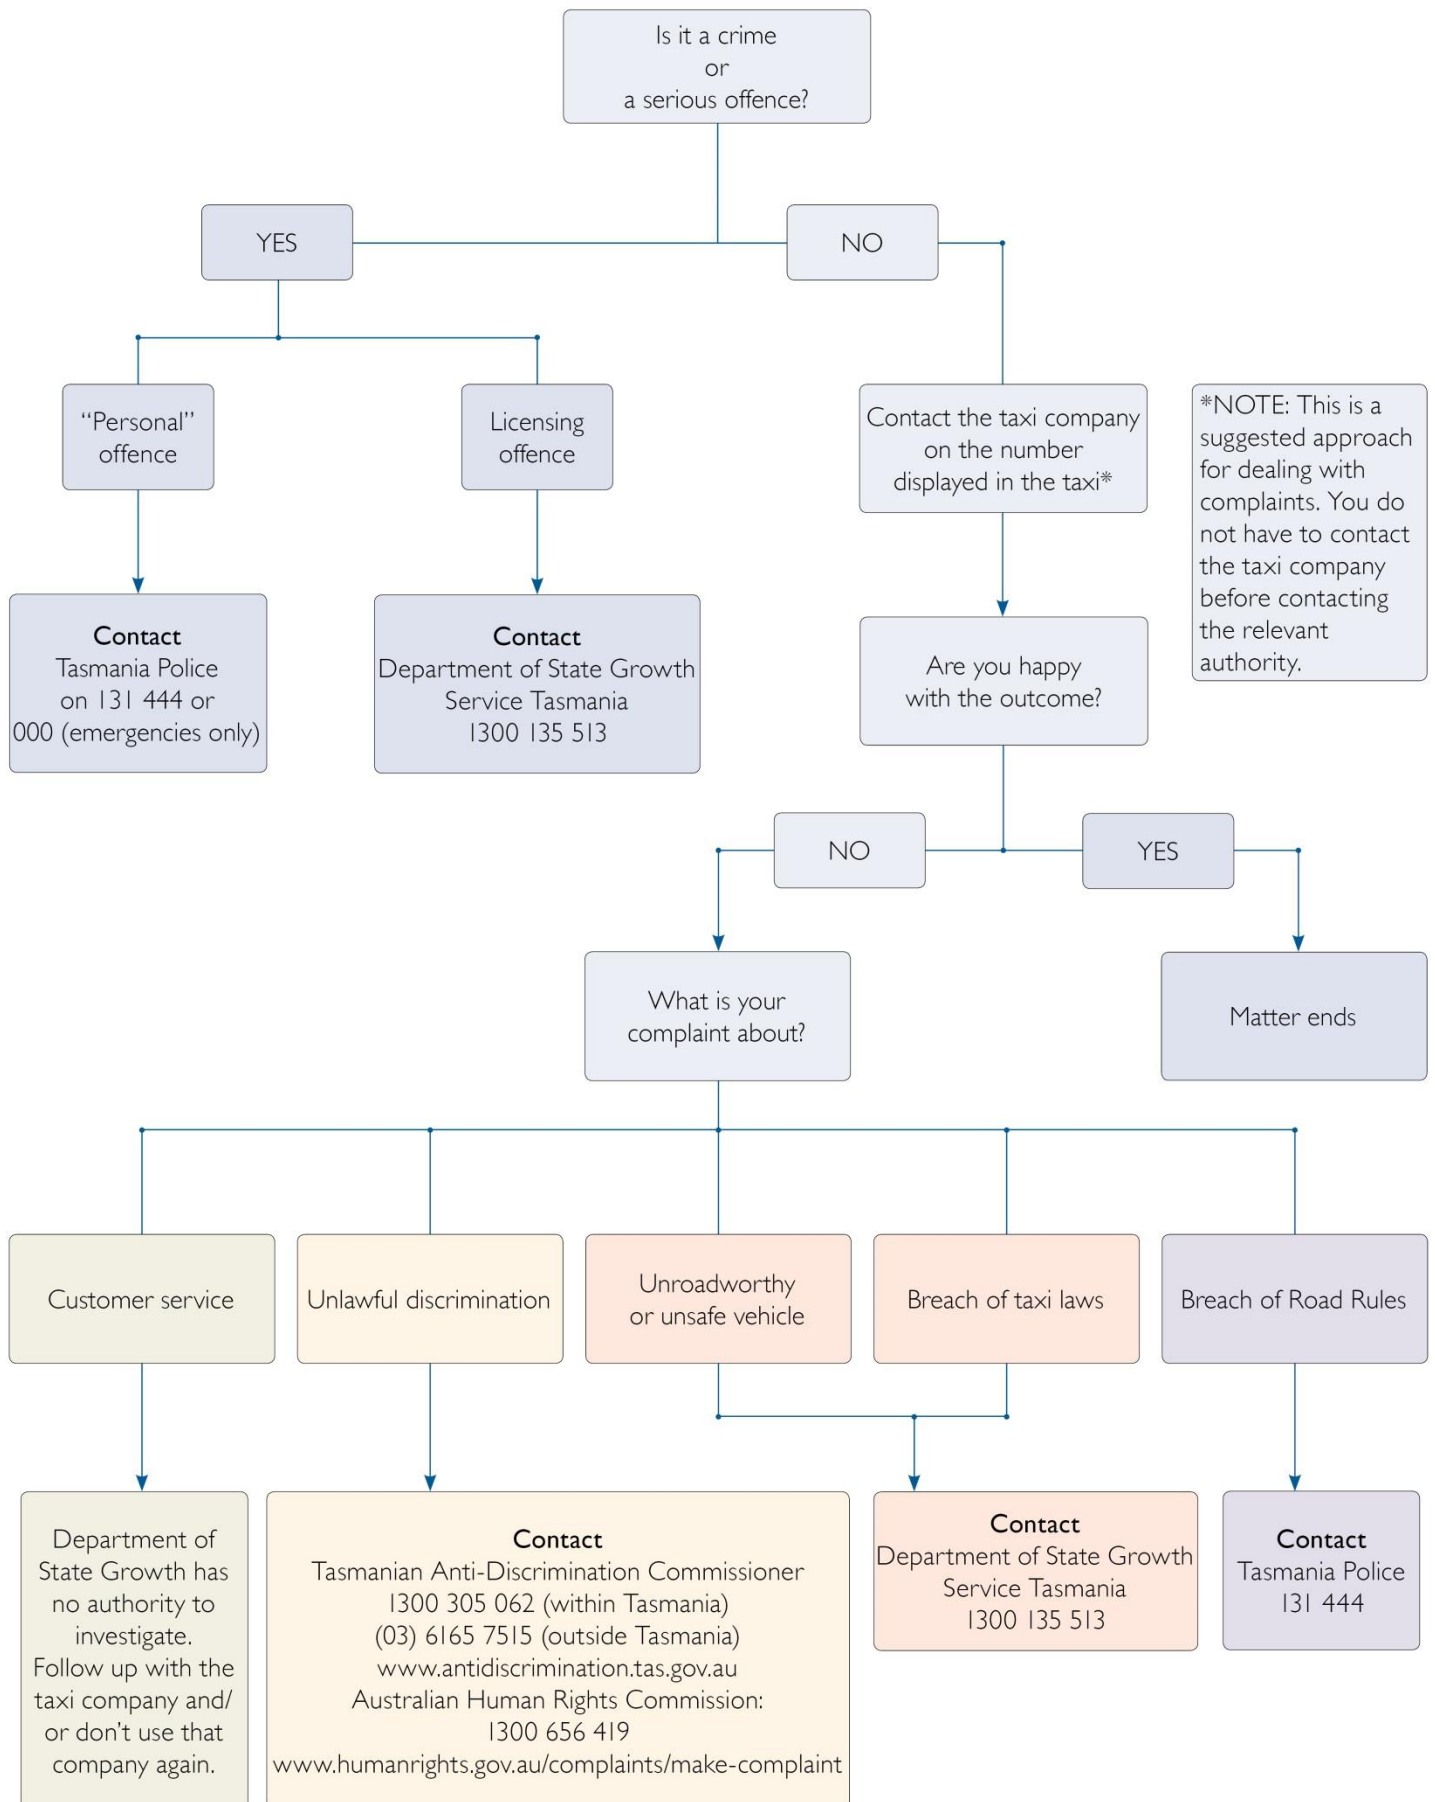 Is it a crime
or
a serious offence?
YES
NO
"Personal"
offence
Licensing
offence
Contact the taxi company
on the number
displayed in the taxi*
*NOTE: This is a
suggested approach
for dealing with
complaints. You do
not have to contact
the taxi company
before contacting
the relevant
authority.
Contact
Tasmania Police
on 131 444 or
000 (emergencies only)
Contact
Department of State Growth
Service Tasmania
1300 135 513
Are you happy
with the outcome?
NO
YES
What is your
complaint about?
Matter ends
Customer service
Unlawful discrimination
Unroadworthy
or unsafe vehicle
Breach of taxi laws
Breach of Road Rules
Department of
State Growth has
no authority to
investigate.
Follow up with the
taxi company and/
or don't use that
company again.
Contact
Tasmanian Anti-Discrimination Commissioner
1300 305 062 (within Tasmania)
(03) 6165 7515 (outside Tasmania)
www.antidiscrimination.tas.gov.au
Australian Human Rights Commission:
1300 656 419
www.humanrights.gov.au/complaints/make-complaint
Contact
Department of State Growth
Service Tasmania
1300 135 513
Contact
Tasmania Police
131 444